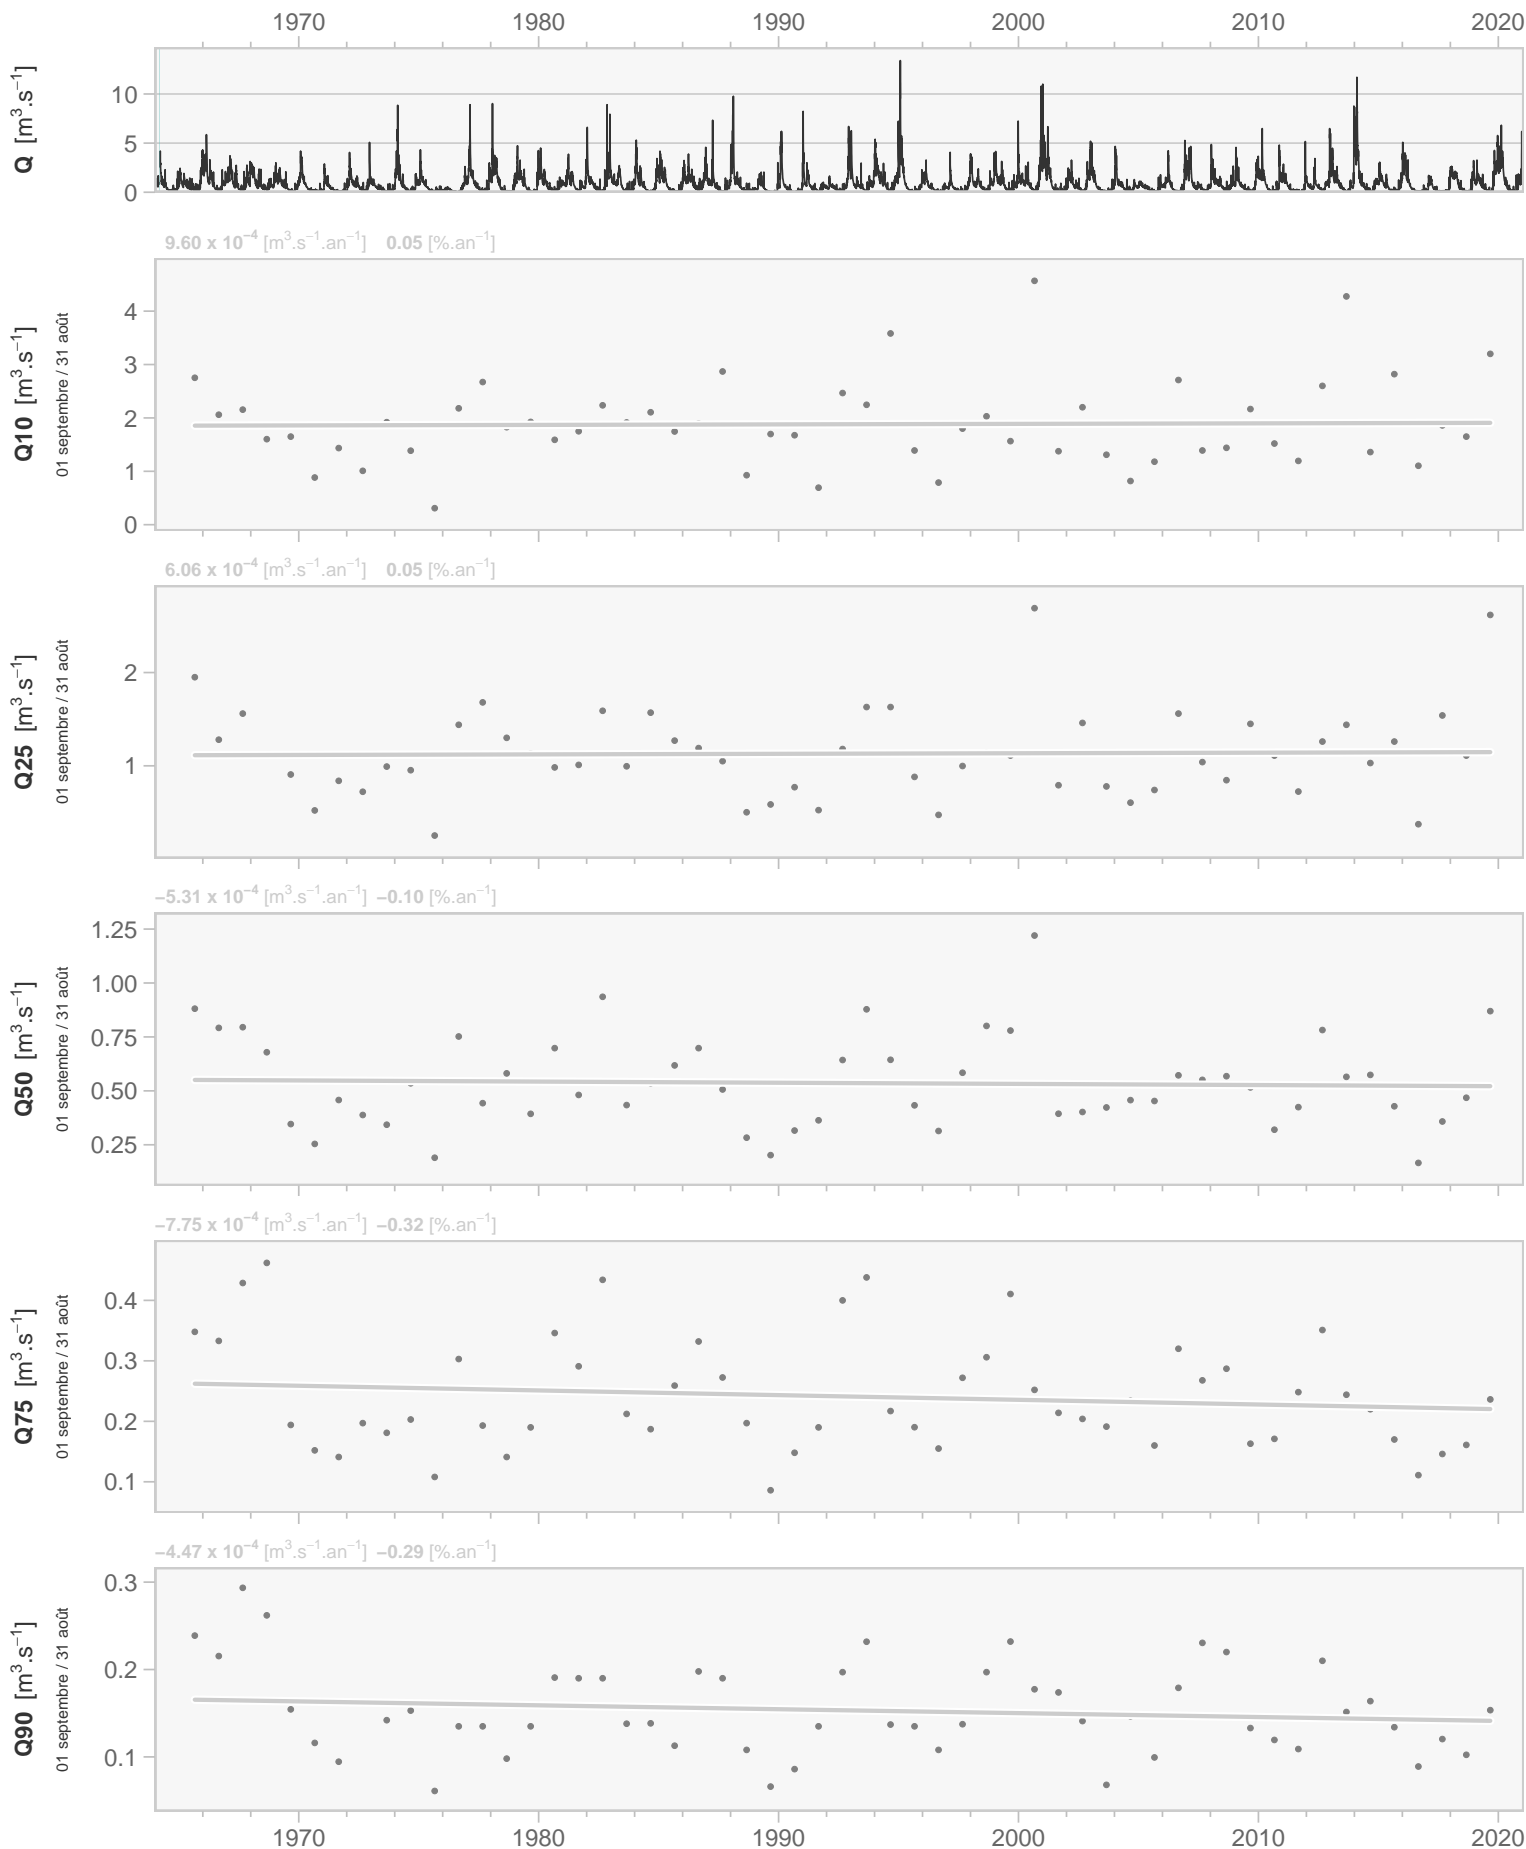 1970 1980 1990 2000 2010 2020
Q [m³.s⁻¹]
10
5
0
9.60 x 10⁻⁴ [m³.s⁻¹.an⁻¹] 0.05 [%.an⁻¹]
Q10 [m³.s⁻¹]
01 septembre / 31 août
4
3
2
1
0
6.06 x 10⁻⁴ [m³.s⁻¹.an⁻¹] 0.05 [%.an⁻¹]
Q25 [m³.s⁻¹]
01 septembre / 31 août
2
1
−5.31 x 10⁻⁴ [m³.s⁻¹.an⁻¹] −0.10 [%.an⁻¹]
Q50 [m³.s⁻¹]
01 septembre / 31 août
1.25
1.00
0.75
0.50
0.25
−7.75 x 10⁻⁴ [m³.s⁻¹.an⁻¹] −0.32 [%.an⁻¹]
Q75 [m³.s⁻¹]
01 septembre / 31 août
0.4
0.3
0.2
0.1
−4.47 x 10⁻⁴ [m³.s⁻¹.an⁻¹] −0.29 [%.an⁻¹]
Q90 [m³.s⁻¹]
01 septembre / 31 août
0.3
0.2
0.1
1970 1980 1990 2000 2010 2020